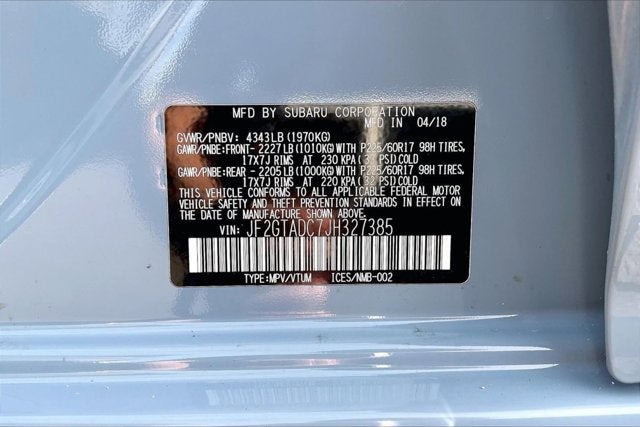 MFD BY SUBARU CORPORATION
MFD IN 04/18
GVWR/PNBV: 4343LB (1970KG)
GAWR/PNBE:FRONT- 2227LB (1010KG) WITH P225/60R17 98H TIRES,
17X7J RIMS AT 230 KPA (33 PSI) COLD
GAWR/PNBE:REAR - 2205LB (1000KG) WITH P225/60R17 98H TIRES,
17X7J RIMS AT 220 KPA (32 PSI) COLD
THIS VEHICLE CONFORMS TO ALL APPLICABLE FEDERAL MOTOR
VEHICLE SAFETY AND THEFT PREVENTION STANDARDS IN EFFECT
ON THE DATE OF MANUFACTURE SHOWN ABOVE.
VIN: JF2GTADC7JH327385
TYPE:MPV/VTUM ICES/NMB-002